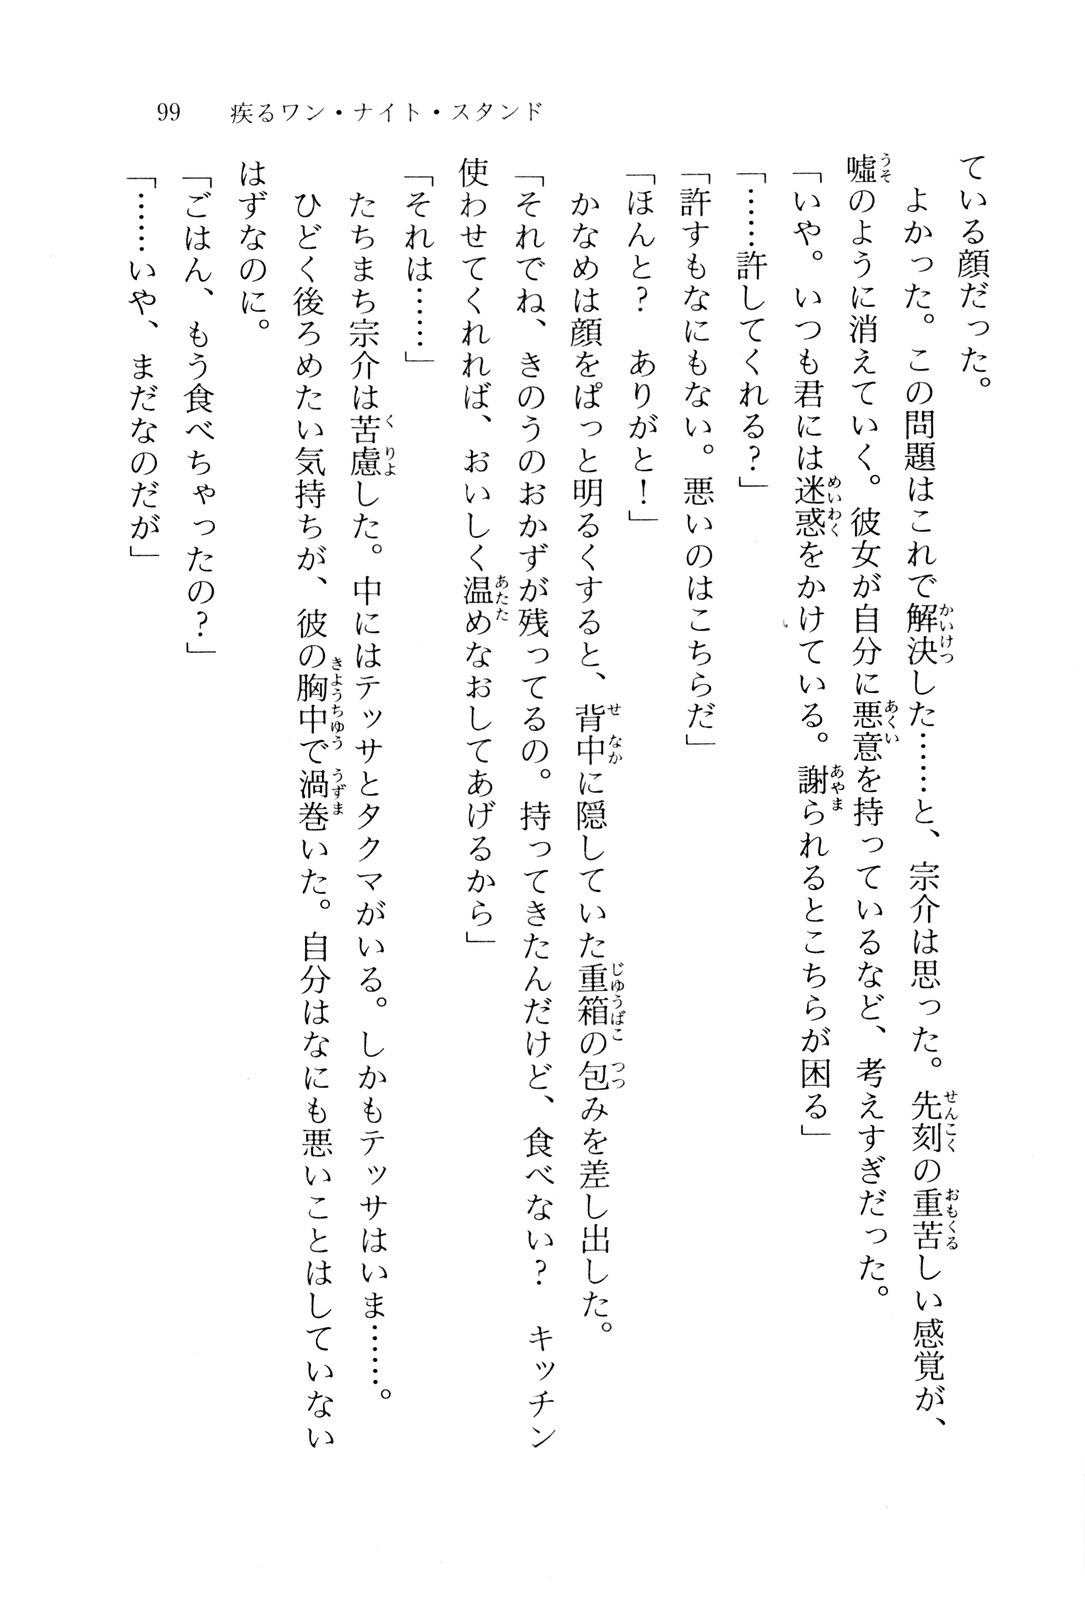 99　疾るワン・ナイト・スタンド
ている顔だった。
　よかった。この問題はこれで解決した……と、宗介は思った。先刻の重苦しい感覚が、
嘘のように消えていく。彼女が自分に悪意を持っているなど、考えすぎだった。
「いや。いつも君には迷惑をかけている。謝られるとこちらが困る」
「……許してくれる？」
「許すもなにもない。悪いのはこちらだ」
「ほんと？　ありがと！」
　かなめは顔をぱっと明るくすると、背中に隠していた重箱の包みを差し出した。
「それでね、きのうのおかずが残ってるの。持ってきたんだけど、食べない？　キッチン
使わせてくれれば、おいしく温めなおしてあげるから」
「それは……」
　たちまち宗介は苦慮した。中にはテッサとタクマがいる。しかもテッサはいま……。
　ひどく後ろめたい気持ちが、彼の胸中で渦巻いた。自分はなにも悪いことはしていない
はずなのに。
「ごはん、もう食べちゃったの？」
「……いや、まだなのだが」